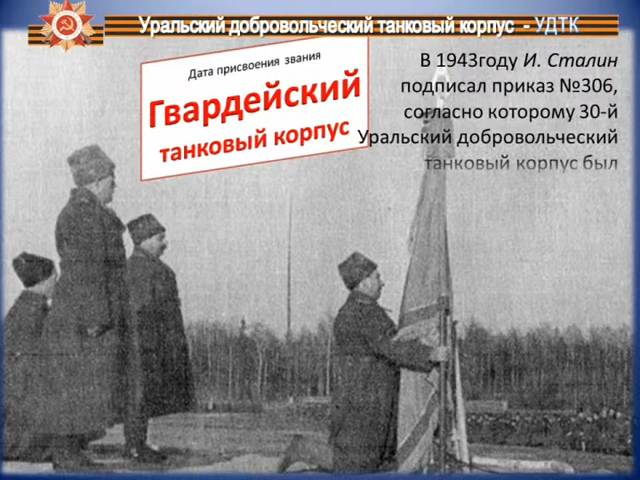 Уральский добровольческий танковый корпус - УДТК
Дата присвоения звания
Гвардейский
танковый корпус
В 1943году И. Сталин
подписал приказ №306,
согласно которому 30-й
Уральский добровольческий
танковый корпус был